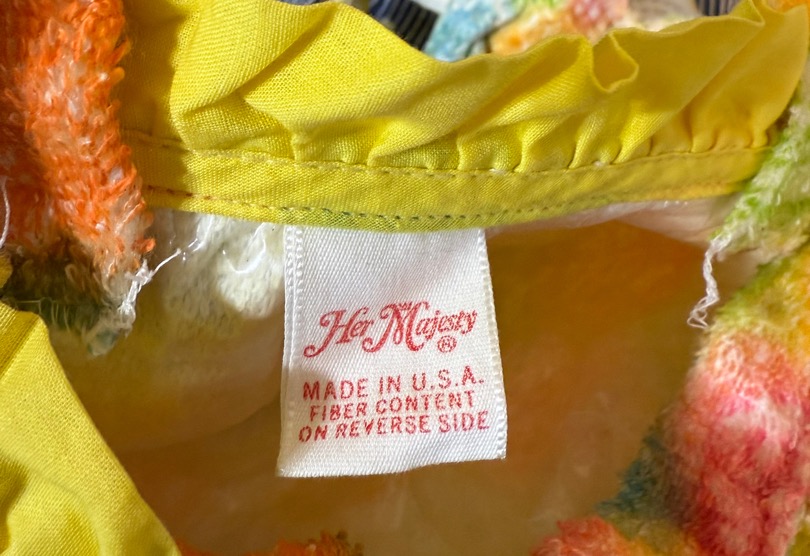 Her Majesty®
MADE IN U.S.A.
FIBER CONTENT
ON REVERSE SIDE